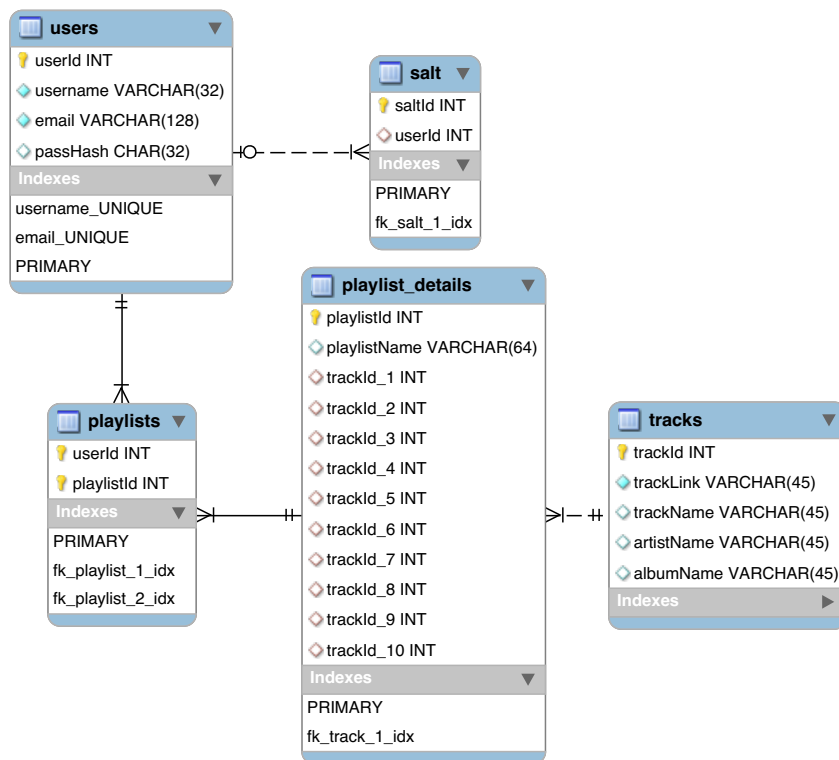 users
userId INT
username VARCHAR(32)
email VARCHAR(128)
passHash CHAR(32)
Indexes
username_UNIQUE
email_UNIQUE
PRIMARY
salt
saltId INT
userId INT
Indexes
PRIMARY
fk_salt_1_idx
playlist_details
playlistId INT
playlistName VARCHAR(64)
trackId_1 INT
trackId_2 INT
trackId_3 INT
trackId_4 INT
trackId_5 INT
trackId_6 INT
trackId_7 INT
trackId_8 INT
trackId_9 INT
trackId_10 INT
Indexes
PRIMARY
fk_track_1_idx
playlists
userId INT
playlistId INT
Indexes
PRIMARY
fk_playlist_1_idx
fk_playlist_2_idx
tracks
trackId INT
trackLink VARCHAR(45)
trackName VARCHAR(45)
artistName VARCHAR(45)
albumName VARCHAR(45)
Indexes